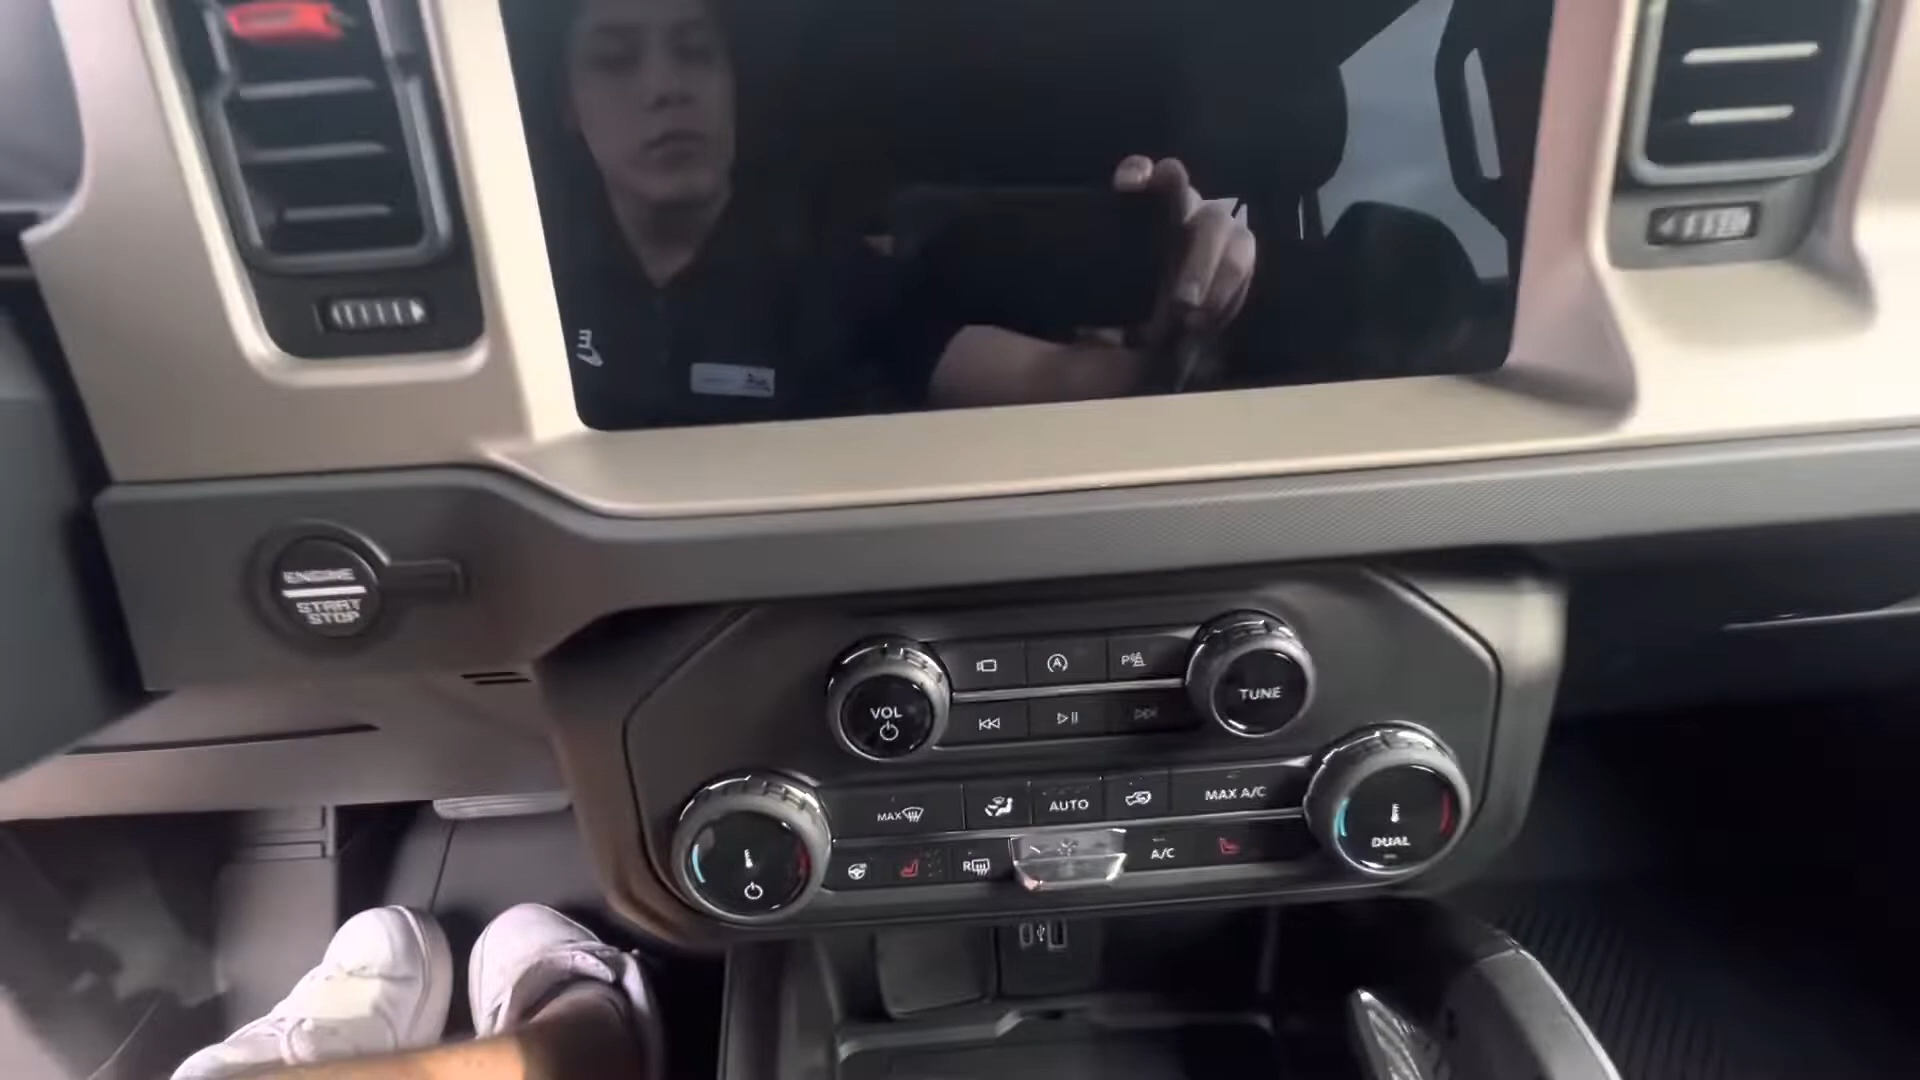 ENGINE
START
STOP
VOL
TUNE
MAX
AUTO
MAX A/C
R
A/C
DUAL